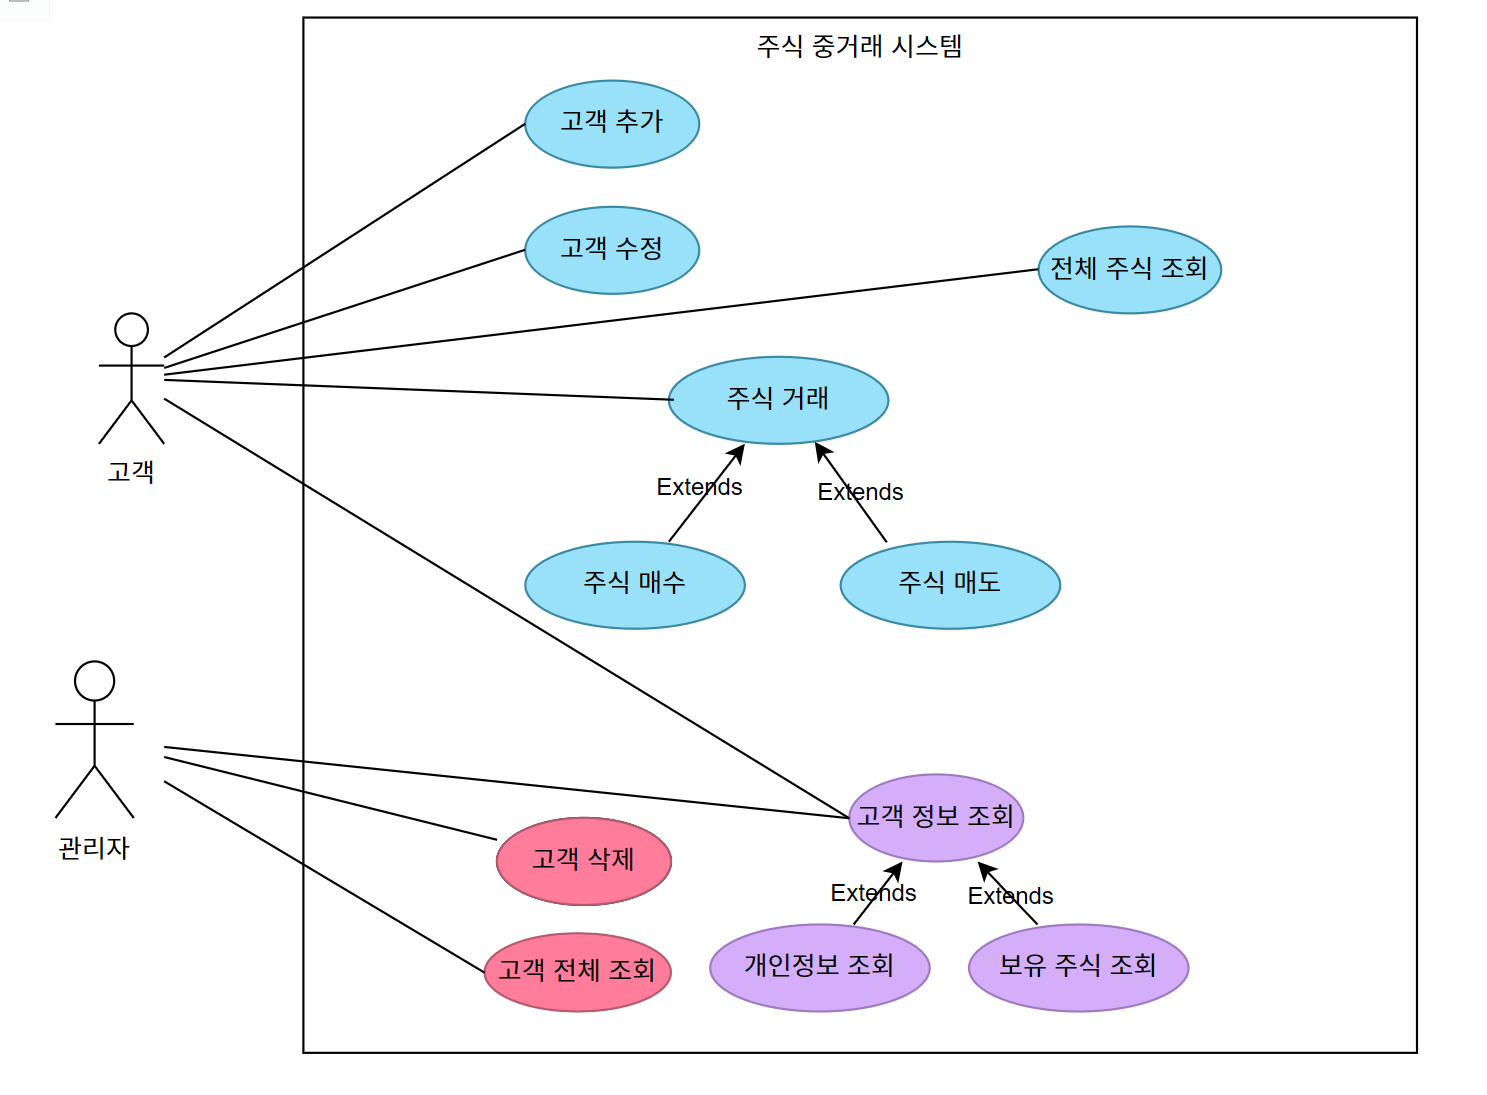 주식 중거래 시스템
고객 추가
고객 수정
전체 주식 조회
주식 거래
고객
Extends
Extends
주식 매수
주식 매도
관리자
고객 정보 조회
고객 삭제
Extends
Extends
고객 전체 조회
개인정보 조회
보유 주식 조회